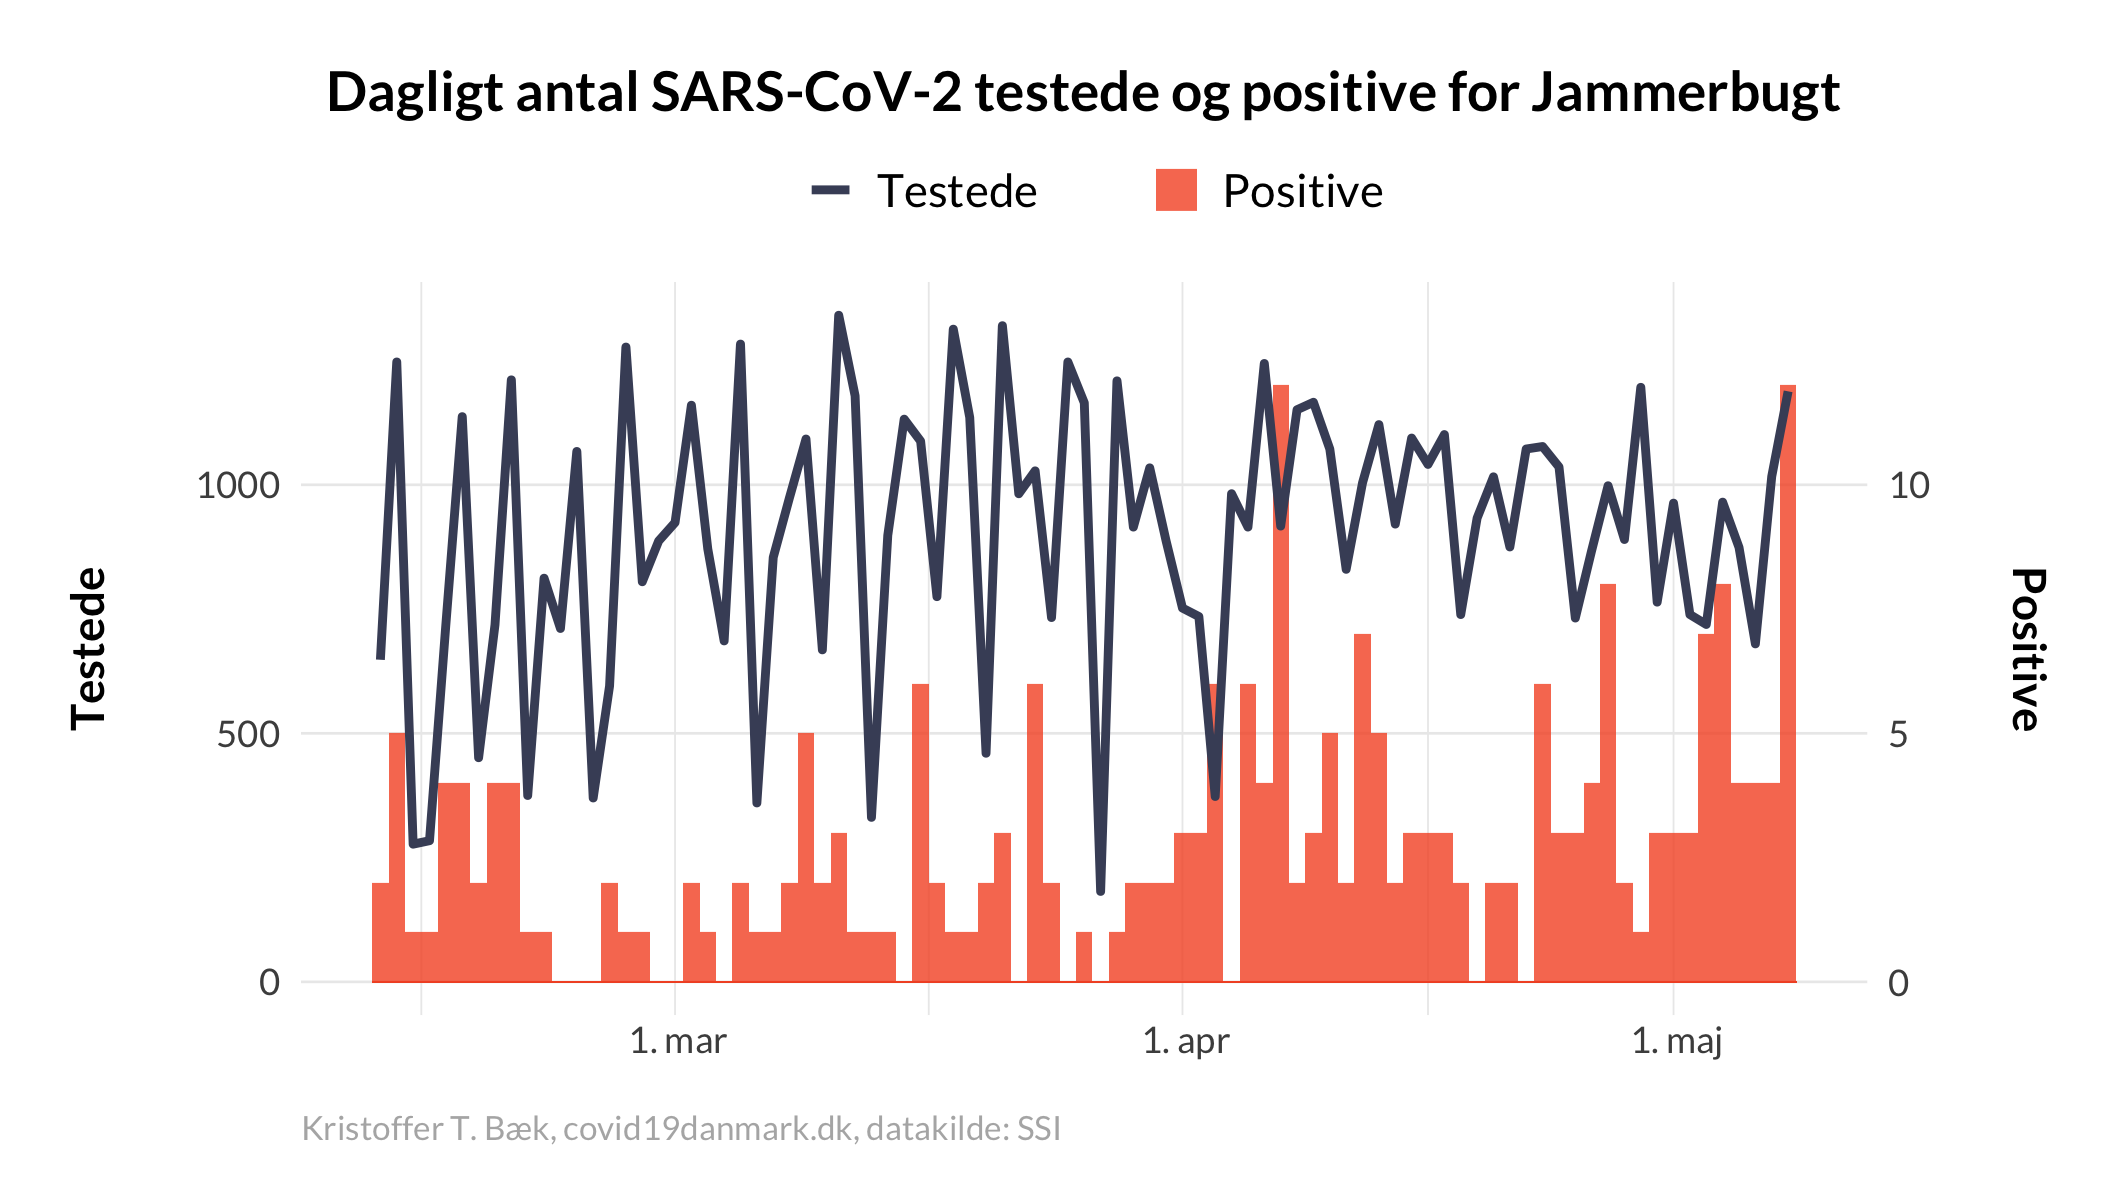 Dagligt antal SARS-CoV-2 testede og positive for Jammerbugt
Testede
Positive
1000
500
0
10
5
0
Testede
Positive
1. mar
1. apr
1. maj
Kristoffer T. Bæk, covid19danmark.dk, datakilde: SSI